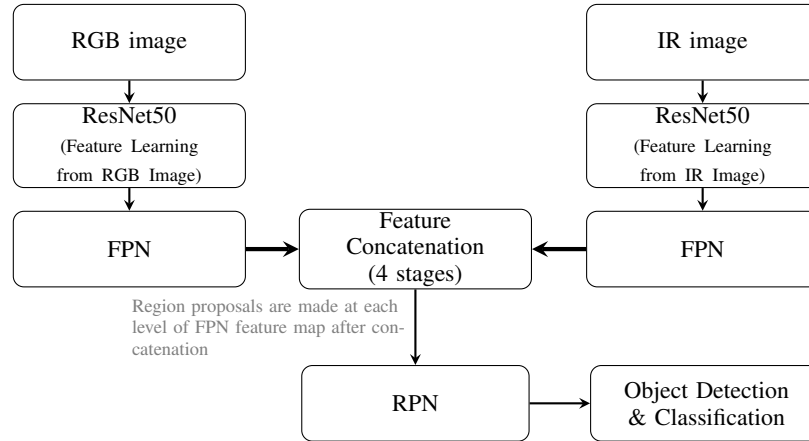 RGB image
IR image
ResNet50
(Feature Learning
from RGB Image)
ResNet50
(Feature Learning
from IR Image)
FPN
Feature
Concatenation
(4 stages)
FPN
Region proposals are made at each
level of FPN feature map after con-
catenation
RPN
Object Detection
& Classification